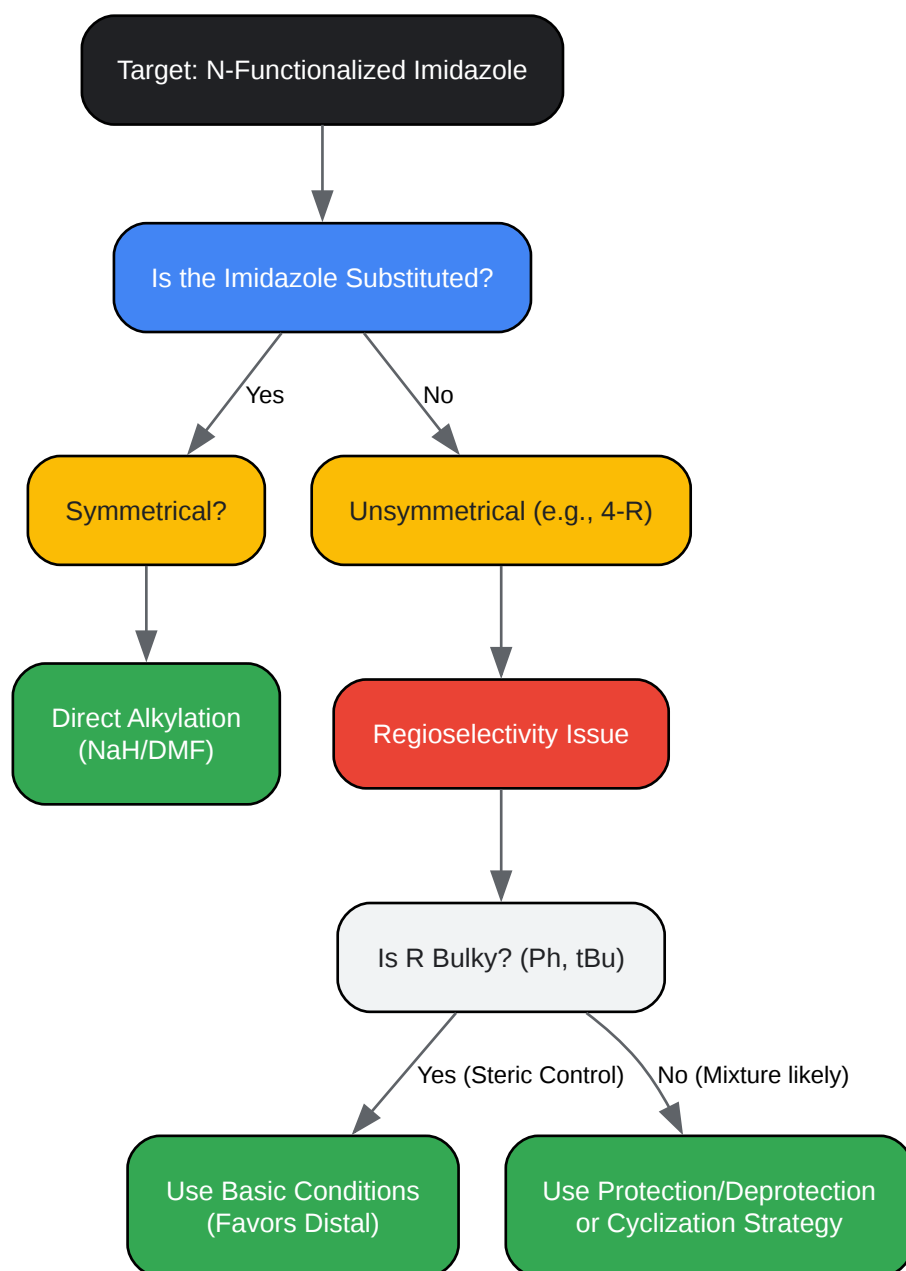 Target: N-Functionalized Imidazole
Is the Imidazole Substituted?
Yes
No
Symmetrical?
Unsymmetrical (e.g., 4-R)
Direct Alkylation
(NaH/DMF)
Regioselectivity Issue
Is R Bulky? (Ph, tBu)
Yes (Steric Control)
No (Mixture likely)
Use Basic Conditions
(Favors Distal)
Use Protection/Deprotection
or Cyclization Strategy